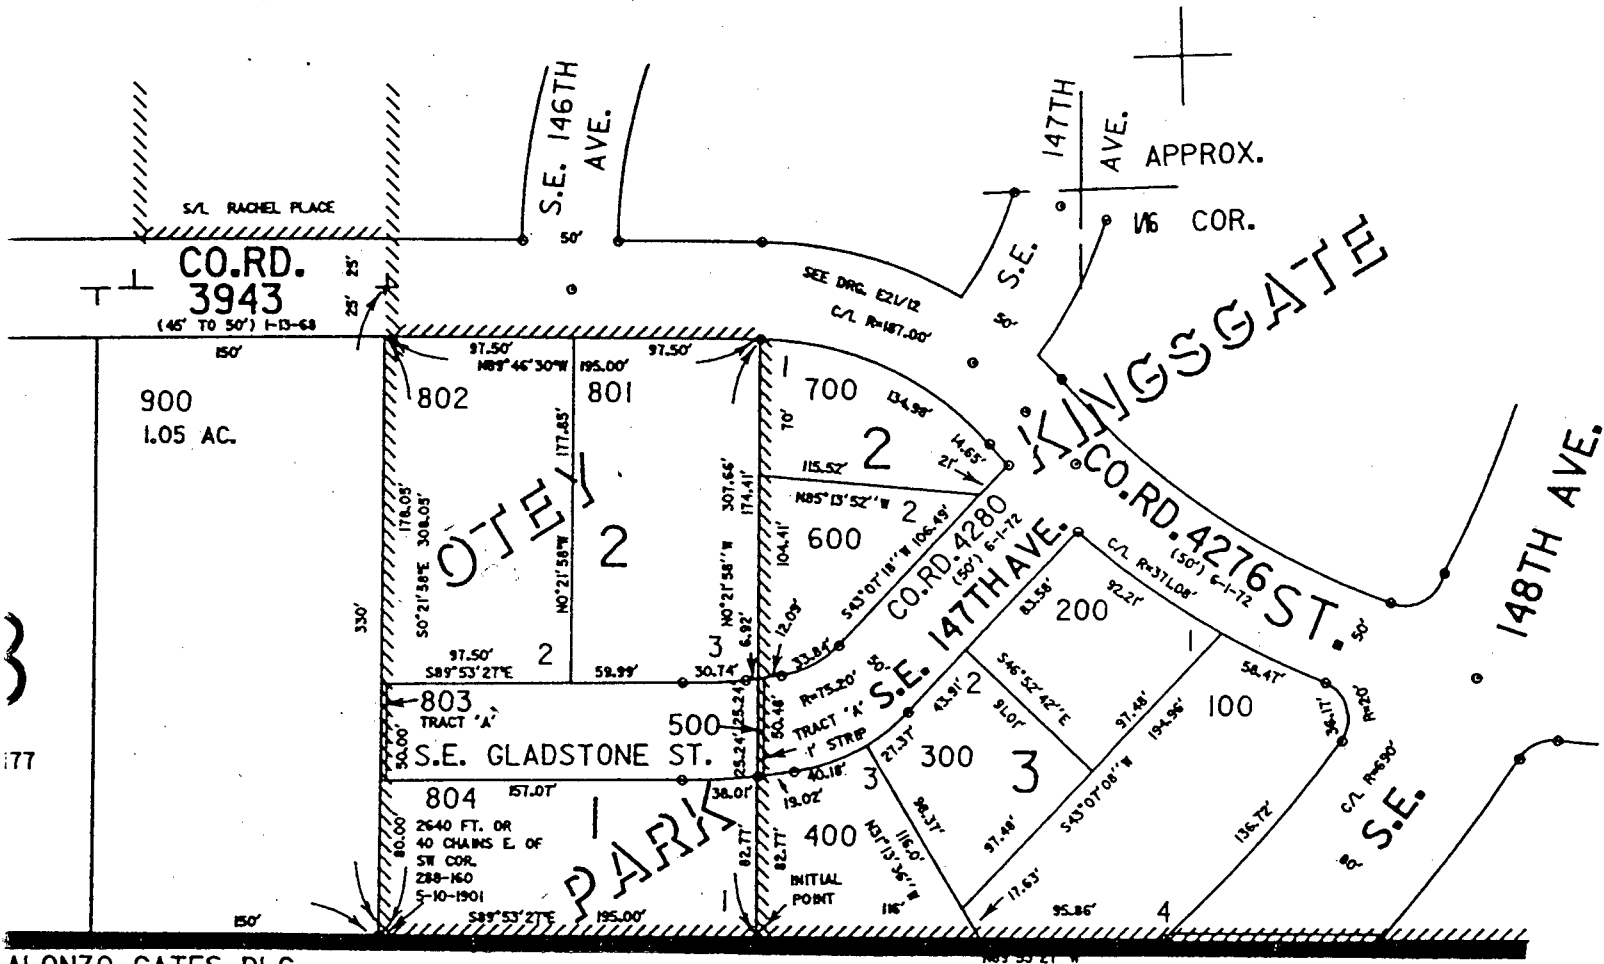 S.E. 146TH
AVE.
147TH
AVE.
APPROX.
1/16 COR.
S/L RACHEL PLACE
CO.RD.
3943
(45' TO 50') 1-13-68
25'
25'
50'
SEE DRG. E21/12
C/L R=187.00'
S.E.
50'
KINGSGATE
150'
97.50'
97.50'
N89°46'30"W 195.00'
900
1.05 AC.
802
801
177.85'
N0°21'58"W
178.05'
S0°21'58"E 308.05'
OTEY
2
330'
307.66'
174.41'
N0°21'58"W
1
700
70'
134.98'
14.65'
21'
2
115.52'
N85°13'52"W
2
600
104.41'
S43°07'18"W 106.49'
CO.RD. 4280
(50') 6-1-72
S.E. 147TH AVE.
CO.RD. 4276 ST.
(50') 6-1-72
C/L R=371.08'
50'
148TH AVE.
97.50'
S89°53'27"E
2
59.99'
3
30.74'
6.92'
12.09'
33.84'
R=75.20'
50'
83.58'
92.21'
200
1
803
TRACT 'A'
500
25.24'
25.24'
50.48'
TRACT 'A'
1' STRIP
50.00'
S.E. GLADSTONE ST.
43.91'
2
S46°52'42"E
91.01'
97.48'
194.96'
58.47'
100
36.17'
R=20'
27.37'
300
3
S43°07'08"W
97.48'
C/L R=690'
S.E.
80'
136.72'
177
804
157.07'
38.01'
40.18'
19.02'
3
2640 FT. OR
40 CHAINS E. OF
SW COR.
288-160
5-10-1901
80.00'
1
PARK
82.77'
82.77'
400
98.37'
116.0'
N31°13'36"W
INITIAL
POINT
17.63'
150'
S89°53'27"E 195.00'
1
116'
95.86'
4
ALONZO GATES DLC